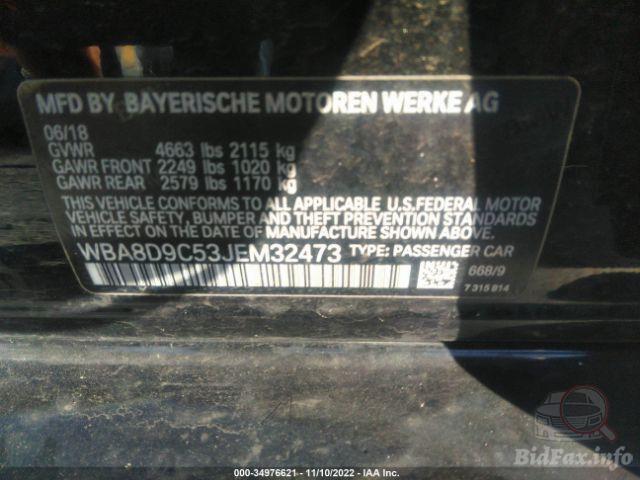 MFD BY BAYERISCHE MOTOREN WERKE AG
06/18
GVWR 4663 lbs 2115 kg
GAWR FRONT 2249 lbs 1020 kg
GAWR REAR 2579 lbs 1170 kg
THIS VEHICLE CONFORMS TO ALL APPLICABLE U.S.FEDERAL MOTOR
VEHICLE SAFETY, BUMPER AND THEFT PREVENTION STANDARDS
IN EFFECT ON THE DATE OF MANUFACTURE SHOWN ABOVE.
WBA8D9C53JEM32473 TYPE: PASSENGER CAR
668/9
7 315 814
BidFax.info
000-34976621 - 11/10/2022 - IAA Inc.